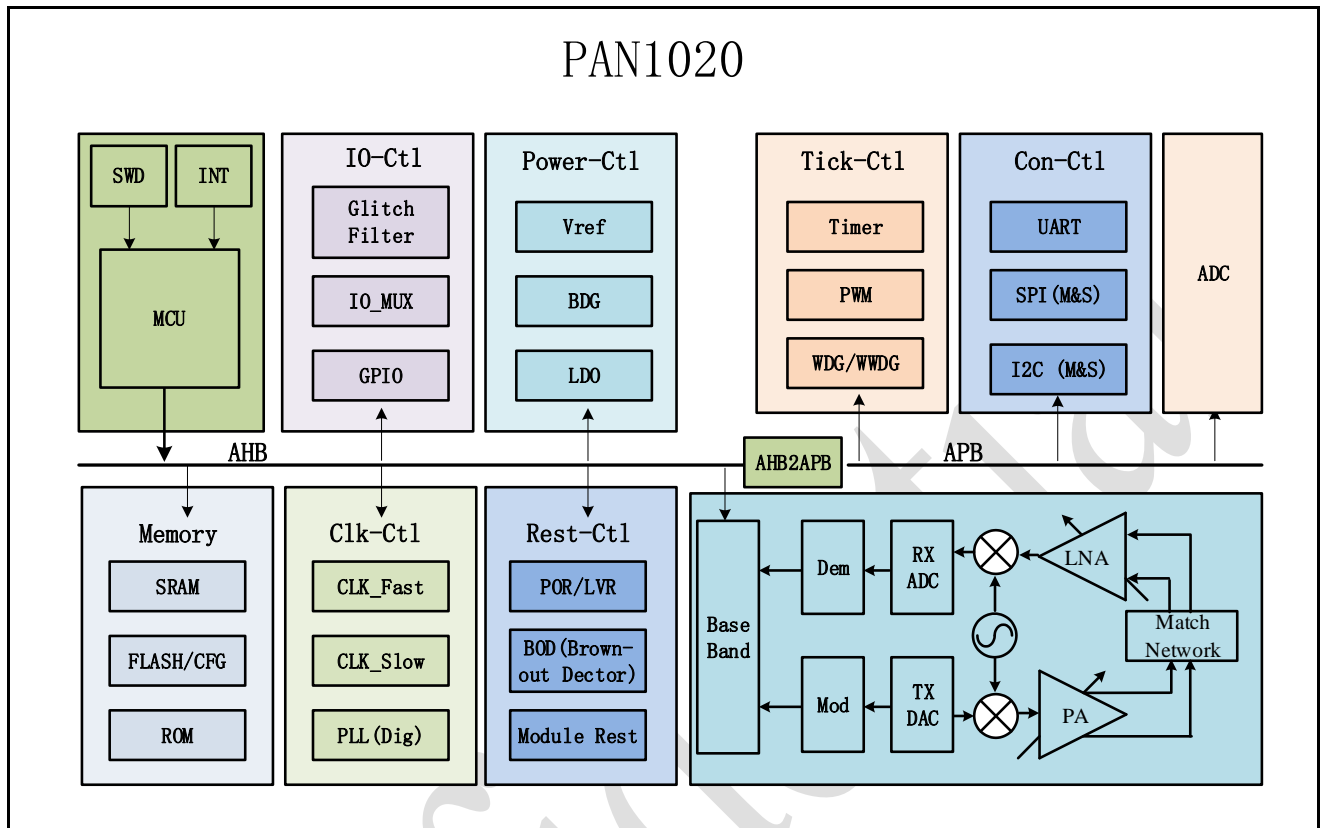 PAN1020
SWD
INT
MCU
IO-Ctl
Glitch
Filter
IO_MUX
GPIO
Power-Ctl
Vref
BDG
LDO
Tick-Ctl
Timer
PWM
WDG/WWDG
Con-Ctl
UART
SPI(M&S)
I2C (M&S)
ADC
AHB
AHB2APB
APB
Memory
SRAM
FLASH/CFG
ROM
Clk-Ctl
CLK_Fast
CLK_Slow
PLL(Dig)
Rest-Ctl
POR/LVR
BOD(Brown-
out Dector)
Module Rest
Base
Band
Dem
RX
ADC
LNA
Match
Network
Mod
TX
DAC
PA